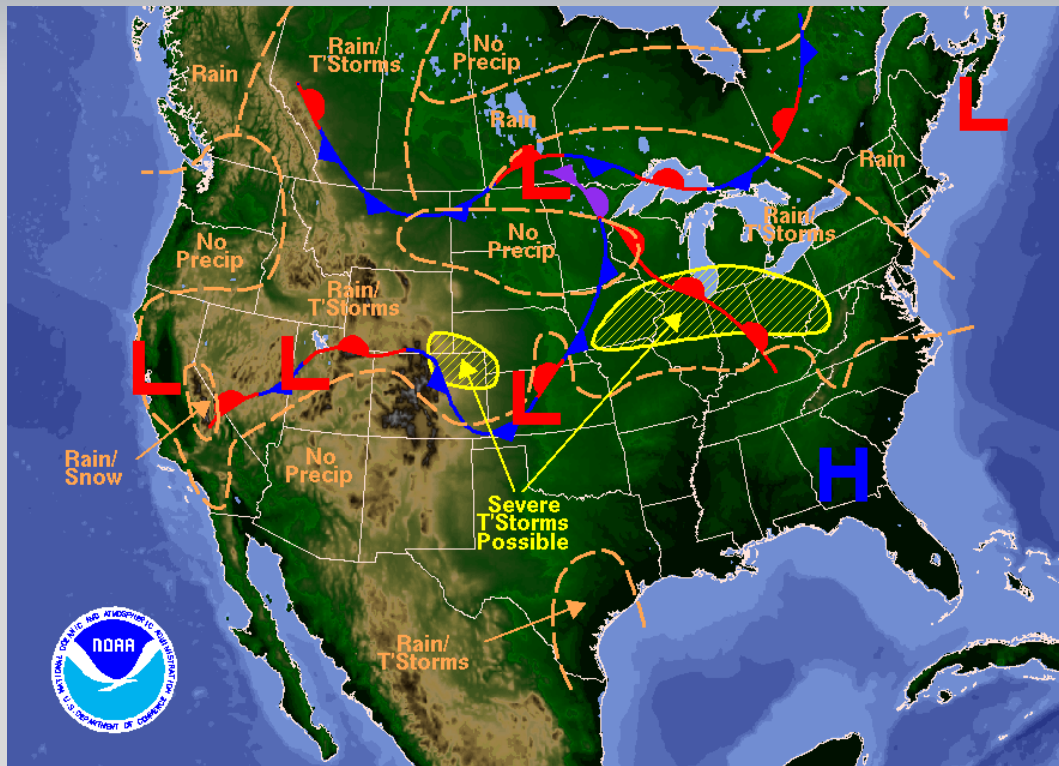 Rain/
T'Storms
No
Precip
Rain
Rain
Rain
Rain/
T'Storms
No
Precip
No
Precip
Rain/
T'Storms
L
L
L
L
L
H
Rain/
Snow
No
Precip
Severe
T'Storms
Possible
Rain/
T'Storms
NOAA
NATIONAL OCEANIC AND ATMOSPHERIC ADMINISTRATION
U.S. DEPARTMENT OF COMMERCE